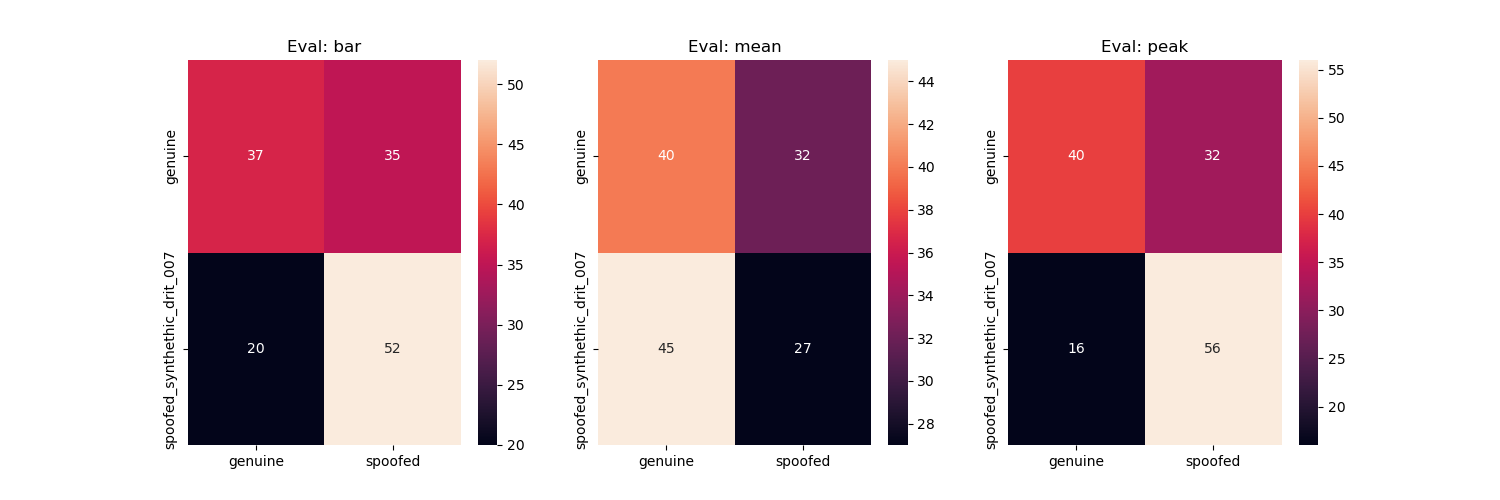 Eval: bar
genuine
spoofed_synthethic_drit_007
37
35
20
52
genuine
spoofed
50
45
40
35
30
25
20
Eval: mean
genuine
spoofed_synthethic_drit_007
40
32
45
27
genuine
spoofed
44
42
40
38
36
34
32
30
28
Eval: peak
genuine
spoofed_synthethic_drit_007
40
32
16
56
genuine
spoofed
55
50
45
40
35
30
25
20